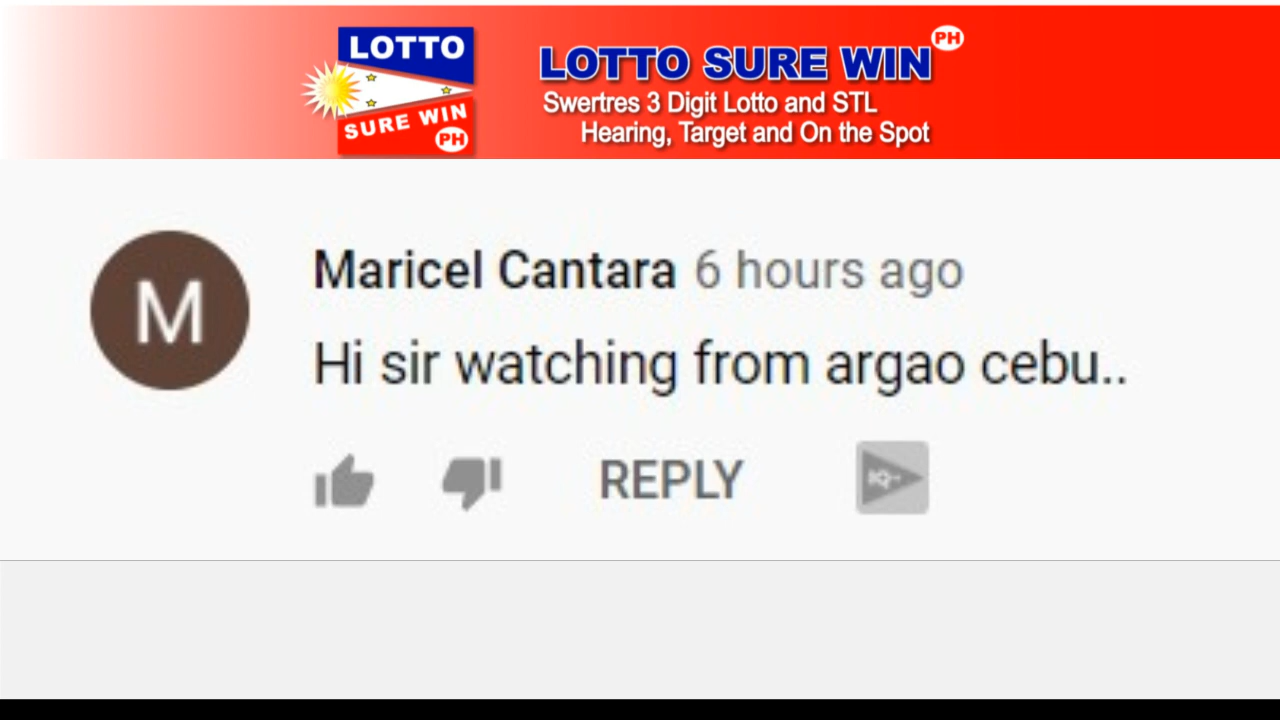 LOTTO
SURE WIN
PH
LOTTO SURE WIN PH
Swertres 3 Digit Lotto and STL
Hearing, Target and On the Spot
M
Maricel Cantara 6 hours ago
Hi sir watching from argao cebu..
REPLY